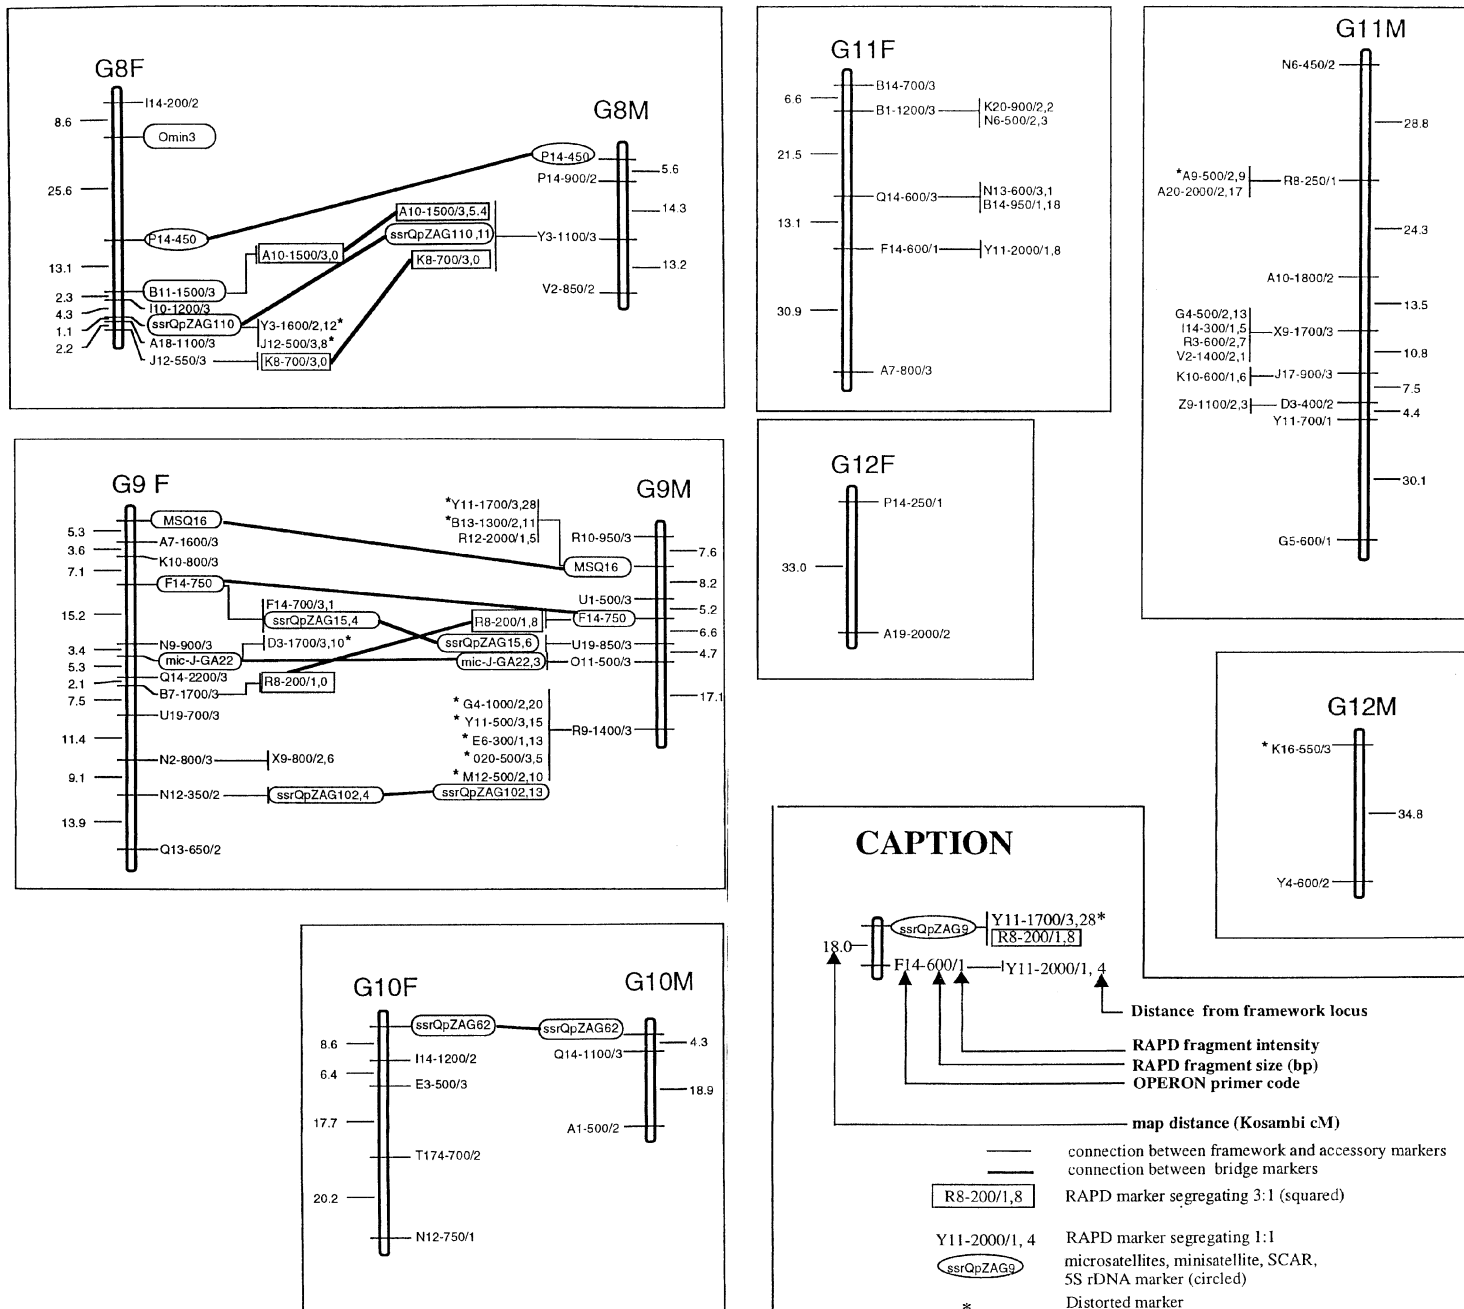 G8F
I14-200/2
8.6
Omin3
25.6
P14-450
13.1
A10-1500/3,0
B11-1500/3
2.3
I10-1200/3
4.3
ssrQpZAG110
Y3-1600/2,12*
1.1
A18-1100/3
J12-500/3,8*
2.2
J12-550/3
K8-700/3,0
G8M
P14-450
5.6
P14-900/2
14.3
A10-1500/3,5.4
ssrQpZAG110,11
Y3-1100/3
K8-700/3,0
13.2
V2-850/2
G11F
B14-700/3
6.6
B1-1200/3
K20-900/2,2
N6-500/2,3
21.5
Q14-600/3
N13-600/3,1
B14-950/1,18
13.1
F14-600/1
Y11-2000/1,8
30.9
A7-800/3
G11M
N6-450/2
28.8
*A9-500/2,9
R8-250/1
A20-2000/2,17
24.3
A10-1800/2
13.5
G4-500/2,13
I14-300/1,5
X9-1700/3
R3-600/2,7
V2-1400/2,1
10.8
K10-600/1,6
J17-900/3
7.5
Z9-1100/2,3
D3-400/2
4.4
Y11-700/1
30.1
G5-600/1
G9 F
MSQ16
5.3
A7-1600/3
3.6
K10-800/3
7.1
F14-750
F14-700/3,1
15.2
ssrQpZAG15,4
N9-900/3
D3-1700/3,10*
3.4
mic-J-GA22
5.3
Q14-2200/3
2.1
R8-200/1,0
B7-1700/3
7.5
U19-700/3
11.4
N2-800/3
X9-800/2,6
9.1
N12-350/2
ssrQpZAG102,4
13.9
Q13-650/2
G9M
*Y11-1700/3,28
*B13-1300/2,11
R12-2000/1,5
R10-950/3
7.6
MSQ16
8.2
U1-500/3
5.2
R8-200/1,8
F14-750
6.6
ssrQpZAG15,6
U19-850/3
4.7
mic-J-GA22,3
O11-500/3
17.1
* G4-1000/2,20
* Y11-500/3,15
R9-1400/3
* E6-300/1,13
* 020-500/3,5
* M12-500/2,10
ssrQpZAG102,13
G12F
P14-250/1
33.0
A19-2000/2
G12M
* K16-550/3
34.8
Y4-600/2
G10F
ssrQpZAG62
8.6
I14-1200/2
6.4
E3-500/3
17.7
T174-700/2
20.2
N12-750/1
G10M
ssrQpZAG62
4.3
Q14-1100/3
18.9
A1-500/2
CAPTION
ssrQpZAG9
Y11-1700/3,28*
R8-200/1,8
18.0
F14-600/1
Y11-2000/1, 4
Distance from framework locus
RAPD fragment intensity
RAPD fragment size (bp)
OPERON primer code
map distance (Kosambi cM)
connection between framework and accessory markers
connection between bridge markers
R8-200/1,8
RAPD marker segregating 3:1 (squared)
Y11-2000/1, 4
RAPD marker segregating 1:1
ssrQpZAG9
microsatellites, minisatellite, SCAR,
5S rDNA marker (circled)
*
Distorted marker